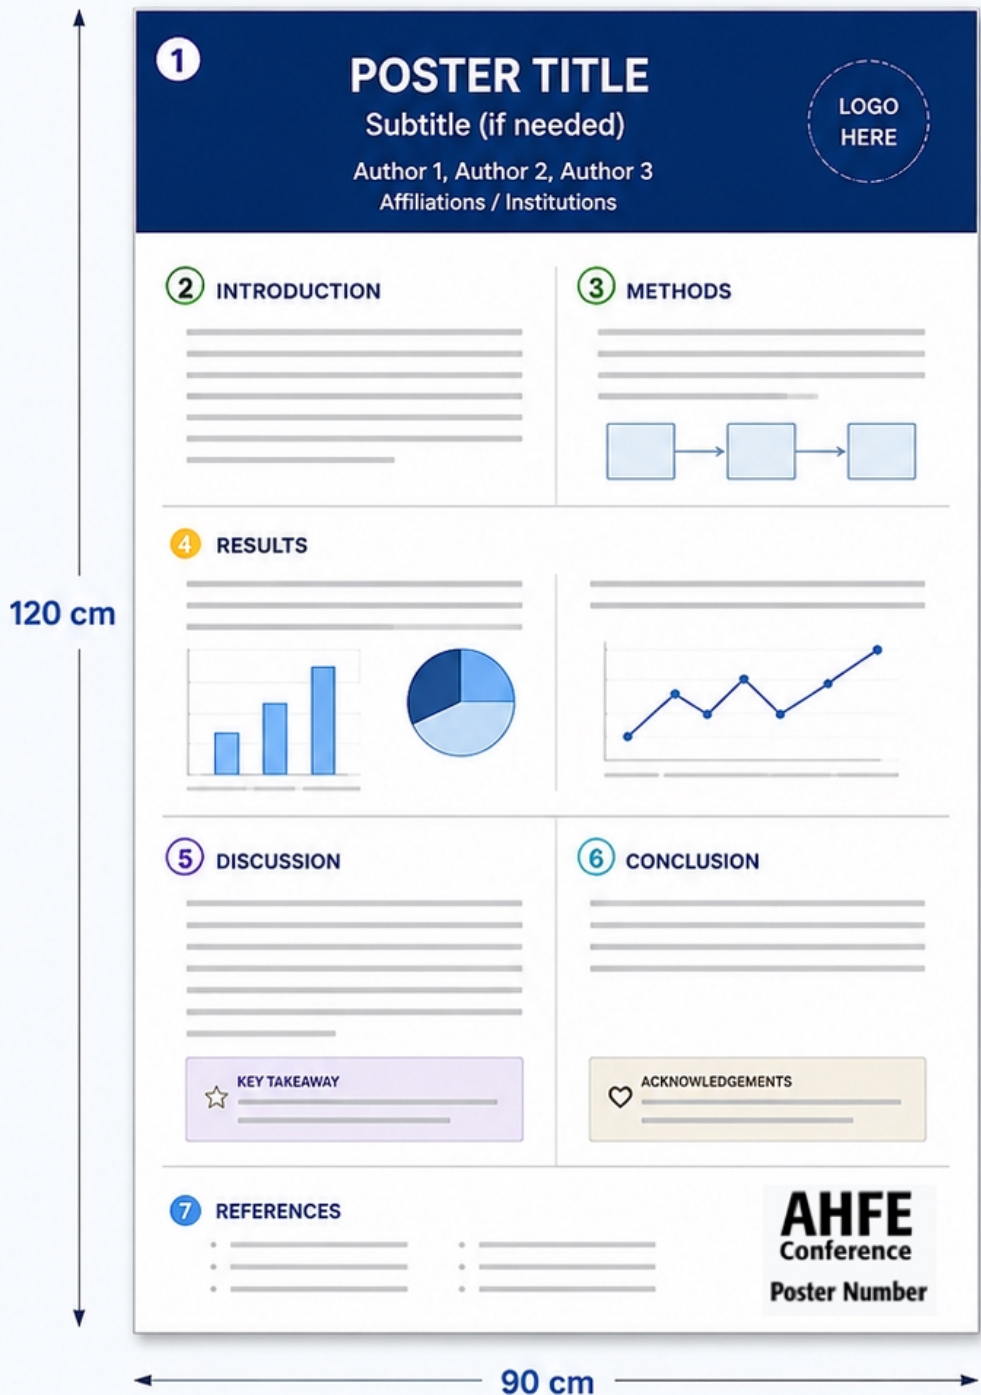 1
POSTER TITLE
Subtitle (if needed)
Author 1, Author 2, Author 3
Affiliations / Institutions
LOGO
HERE
2 INTRODUCTION
3 METHODS
4 RESULTS
120 cm
5 DISCUSSION
6 CONCLUSION
KEY TAKEAWAY
ACKNOWLEDGEMENTS
7 REFERENCES
AHFE
Conference
Poster Number
90 cm